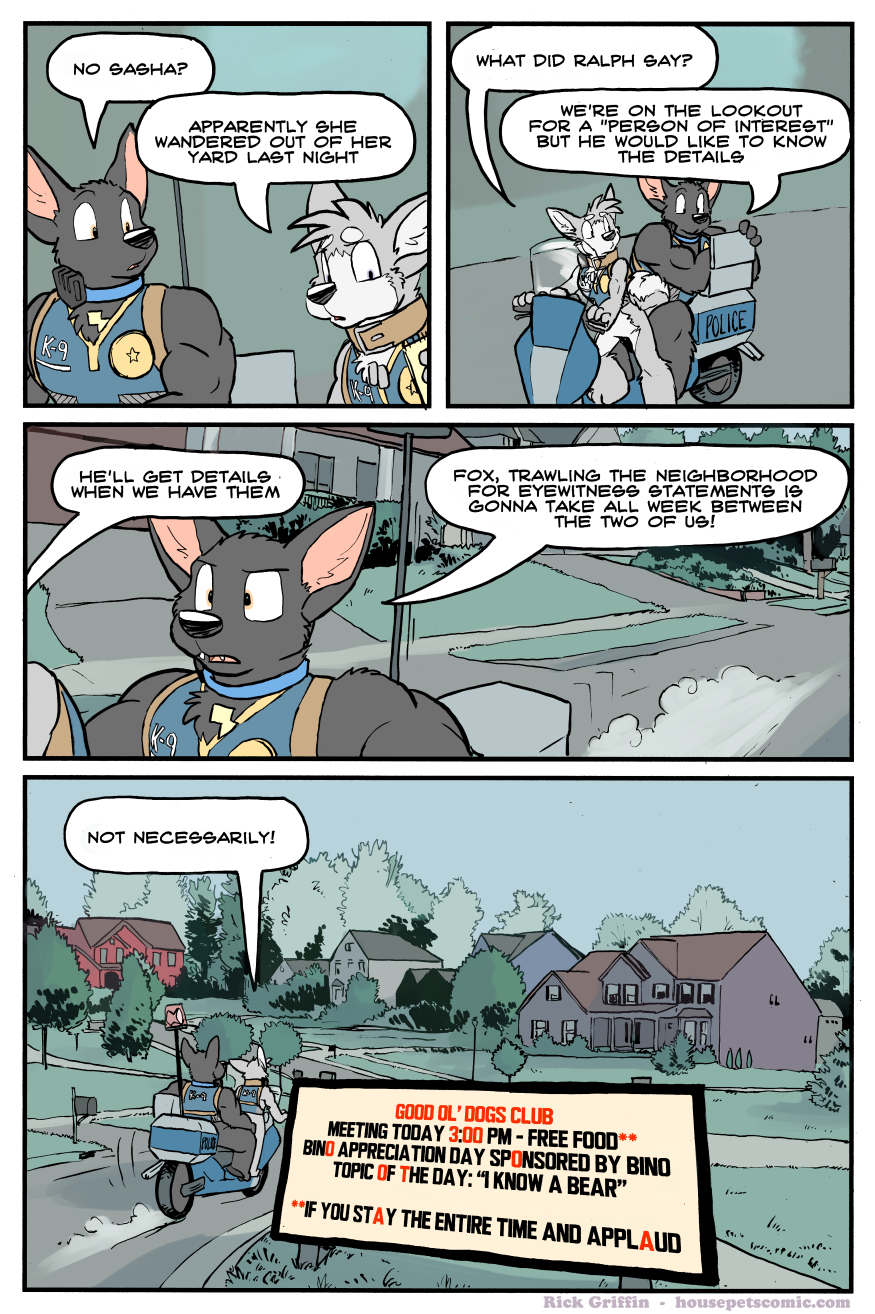 NO SASHA?
APPARENTLY SHE
WANDERED OUT OF HER
YARD LAST NIGHT
K-9
K-9
WHAT DID RALPH SAY?
WE'RE ON THE LOOKOUT
FOR A "PERSON OF INTEREST"
BUT HE WOULD LIKE TO KNOW
THE DETAILS
POLICE
HE'LL GET DETAILS
WHEN WE HAVE THEM
FOX, TRAWLING THE NEIGHBORHOOD
FOR EYEWITNESS STATEMENTS IS
GONNA TAKE ALL WEEK BETWEEN
THE TWO OF US!
K-9
NOT NECESSARILY!
K-9
K-9
POLICE
GOOD OL' DOGS CLUB
MEETING TODAY 3:00 PM - FREE FOOD**
BINO APPRECIATION DAY SPONSORED BY BINO
TOPIC OF THE DAY: "I KNOW A BEAR"
**IF YOU STAY THE ENTIRE TIME AND APPLAUD
Rick Griffin - housepetscomic.com